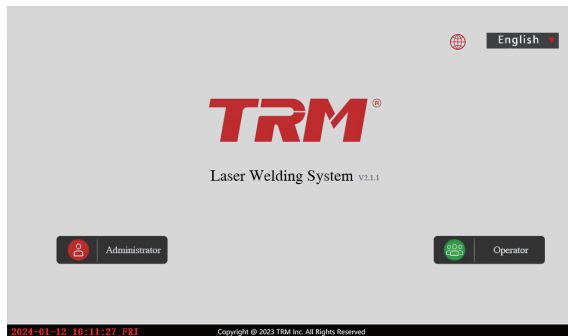 English
TRM®
Laser Welding System V2.1.1
Administrator
Operator
2024-01-12 10:11:27 FRI
Copyright @ 2023 TRM Inc. All Rights Reserved